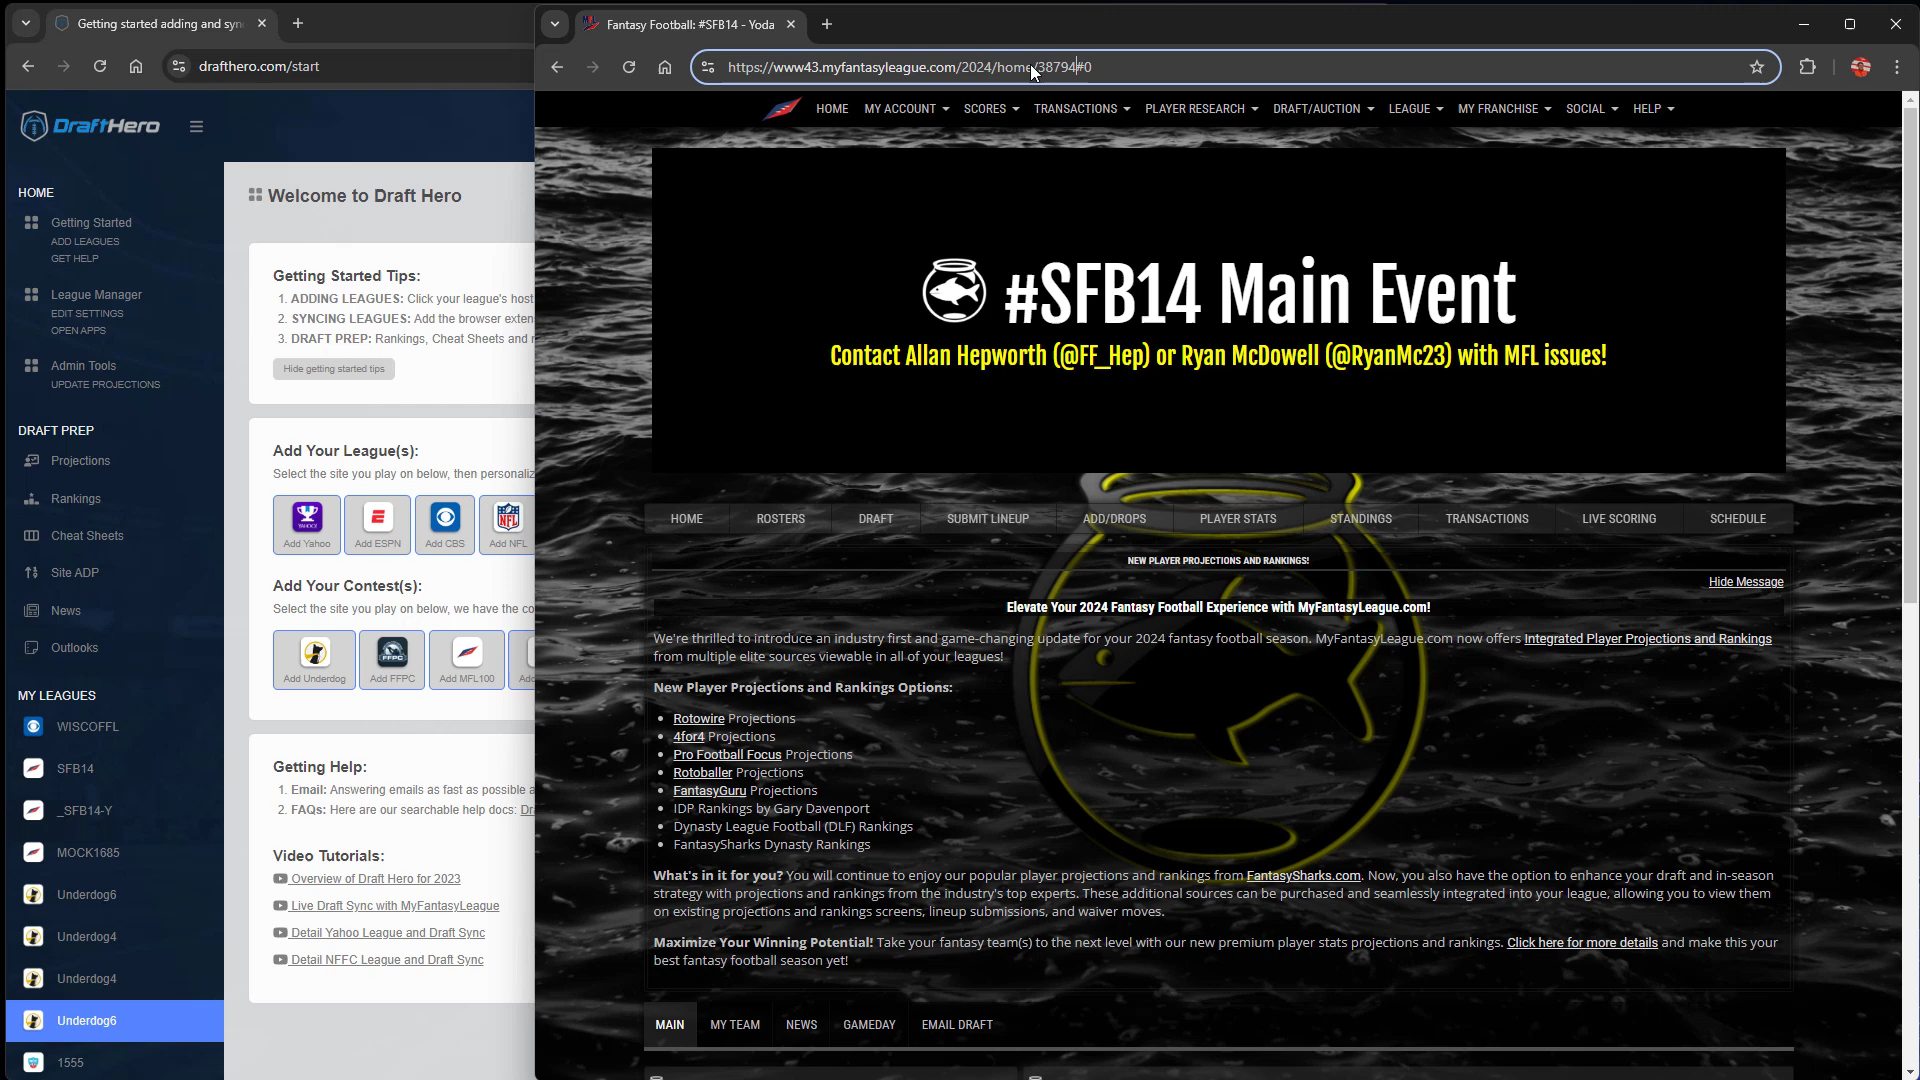 Getting started adding and syn
drafthero.com/start
DraftHero
HOME
Getting Started
ADD LEAGUES
GET HELP
League Manager
EDIT SETTINGS
OPEN APPS
Admin Tools
UPDATE PROJECTIONS
DRAFT PREP
Projections
Rankings
Cheat Sheets
Site ADP
News
Outlooks
MY LEAGUES
WISCOFFL
SFB14
_SFB14-Y
MOCK1685
Underdog6
Underdog4
Underdog4
Underdog6
1555
Welcome to Draft Hero
Getting Started Tips:
1. ADDING LEAGUES: Click your league's host
2. SYNCING LEAGUES: Add the browser exten
3. DRAFT PREP: Rankings, Cheat Sheets and
Hide getting started tips
Add Your League(s):
Select the site you play on below, then personaliz
Add Yahoo
Add ESPN
Add CBS
Add NFL
Add Your Contest(s):
Select the site you play on below, we have the co
Add Underdog
Add FFPC
Add MFL100
Getting Help:
1. Email: Answering emails as fast as possible a
2. FAQs: Here are our searchable help docs:
Video Tutorials:
Overview of Draft Hero for 2023
Live Draft Sync with MyFantasyLeague
Detail Yahoo League and Draft Sync
Detail NFFC League and Draft Sync
Fantasy Football: #SFB14 - Yoda
https://www43.myfantasyleague.com/2024/home/38794#0
HOME MY ACCOUNT SCORES TRANSACTIONS PLAYER RESEARCH DRAFT/AUCTION LEAGUE MY FRANCHISE SOCIAL HELP
#SFB14 Main Event
Contact Allan Hepworth (@FF_Hep) or Ryan McDowell (@RyanMc23) with MFL issues!
HOME ROSTERS DRAFT SUBMIT LINEUP ADD/DROPS PLAYER STATS STANDINGS TRANSACTIONS LIVE SCORING SCHEDULE
NEW PLAYER PROJECTIONS AND RANKINGS!
Hide Message
Elevate Your 2024 Fantasy Football Experience with MyFantasyLeague.com!
We're thrilled to introduce an industry first and game-changing update for your 2024 fantasy football season. MyFantasyLeague.com now offers Integrated Player Projections and Rankings
from multiple elite sources viewable in all of your leagues!
New Player Projections and Rankings Options:
Rotowire Projections
4for4 Projections
Pro Football Focus Projections
Rotoballer Projections
FantasyGuru Projections
IDP Rankings by Gary Davenport
Dynasty League Football (DLF) Rankings
FantasySharks Dynasty Rankings
What's in it for you? You will continue to enjoy our popular player projections and rankings from FantasySharks.com. Now, you also have the option to enhance your draft and in-season
strategy with projections and rankings from the industry's top experts. These additional sources can be purchased and seamlessly integrated into your league, allowing you to view them
on existing projections and rankings screens, lineup submissions, and waiver moves.
Maximize Your Winning Potential! Take your fantasy team(s) to the next level with our new premium player stats projections and rankings. Click here for more details and make this your
best fantasy football season yet!
MAIN MY TEAM NEWS GAMEDAY EMAIL DRAFT